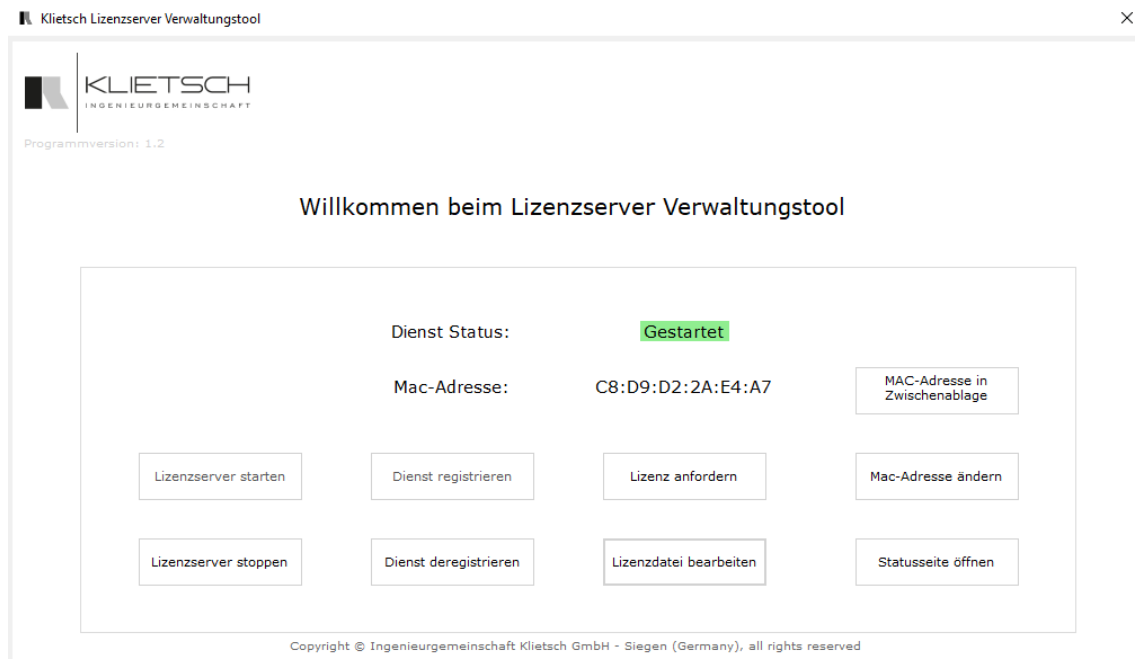 Klietsch Lizenzserver Verwaltungstool
KLIETSCH
INGENIEURGEMEINSCHAFT
Programmversion: 1.2
Willkommen beim Lizenzserver Verwaltungstool
Dienst Status: Gestartet
Mac-Adresse: C8:D9:D2:2A:E4:A7
MAC-Adresse in
Zwischenablage
Lizenzserver starten Dienst registrieren Lizenz anfordern Mac-Adresse ändern
Lizenzserver stoppen Dienst deregistrieren Lizenzdatei bearbeiten Statusseite öffnen
Copyright © Ingenieurgemeinschaft Klietsch GmbH - Siegen (Germany), all rights reserved